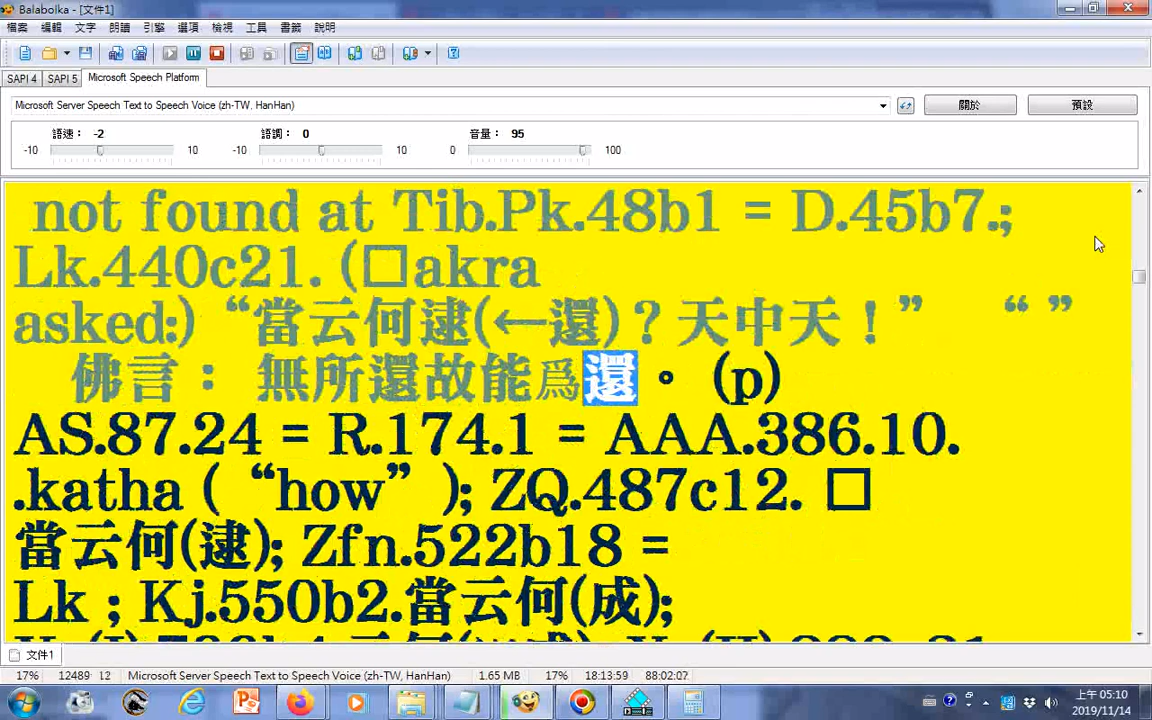 Balabolka - [文件1]
檔案 編輯 文字 朗讀 引擎 選項 檢視 工具 書籤 說明
SAPI 4 SAPI 5 Microsoft Speech Platform
Microsoft Server Speech Text to Speech Voice (zh-TW, HanHan) 關於 預設
語速： -2 語調： 0 音量： 95
-10 10 -10 10 0 100
not found at Tib.Pk.48b1 = D.45b7.;
Lk.440c21. (□akra
asked:) “當云何逮(←還)？天中天！” “ ”
佛言： 無所還故能爲還。 (p)
AS.87.24 = R.174.1 = AAA.386.10.
.katha (“how”); ZQ.487c12. □
當云何(逮); Zfn.522b18 =
Lk ; Kj.550b2.當云何(成);
文件1
17% 12489 12 Microsoft Server Speech Text to Speech Voice (zh-TW, HanHan) 1.65 MB 17% 18:13:59 88:02:07
上午 05:10
2019/11/14